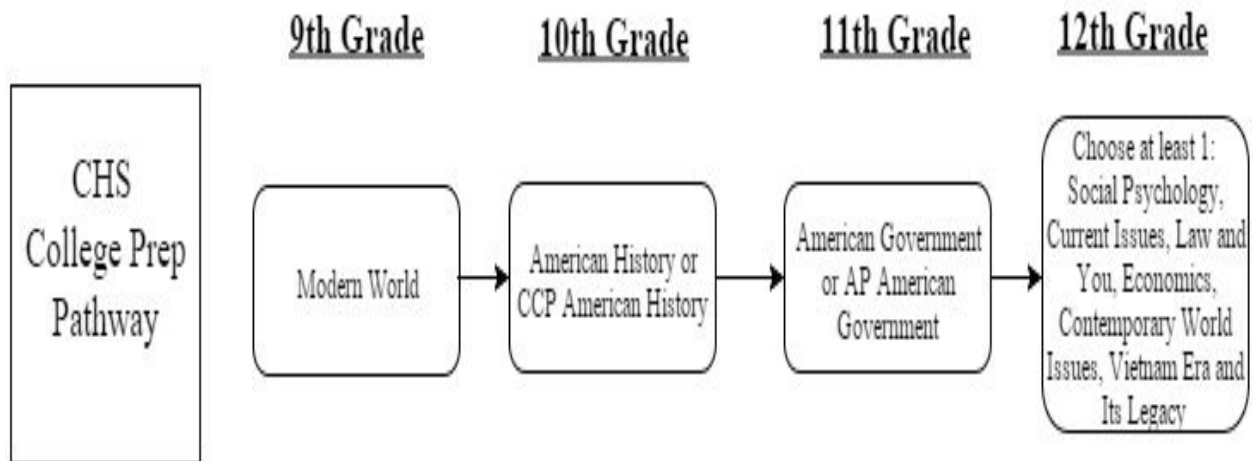 9th Grade
10th Grade
11th Grade
12th Grade
CHS
College Prep
Pathway
Modern World
American History or
CCP American History
American Government
or AP American
Government
Choose at least 1:
Social Psychology,
Current Issues, Law and
You, Economics,
Contemporary World
Issues, Vietnam Era and
Its Legacy